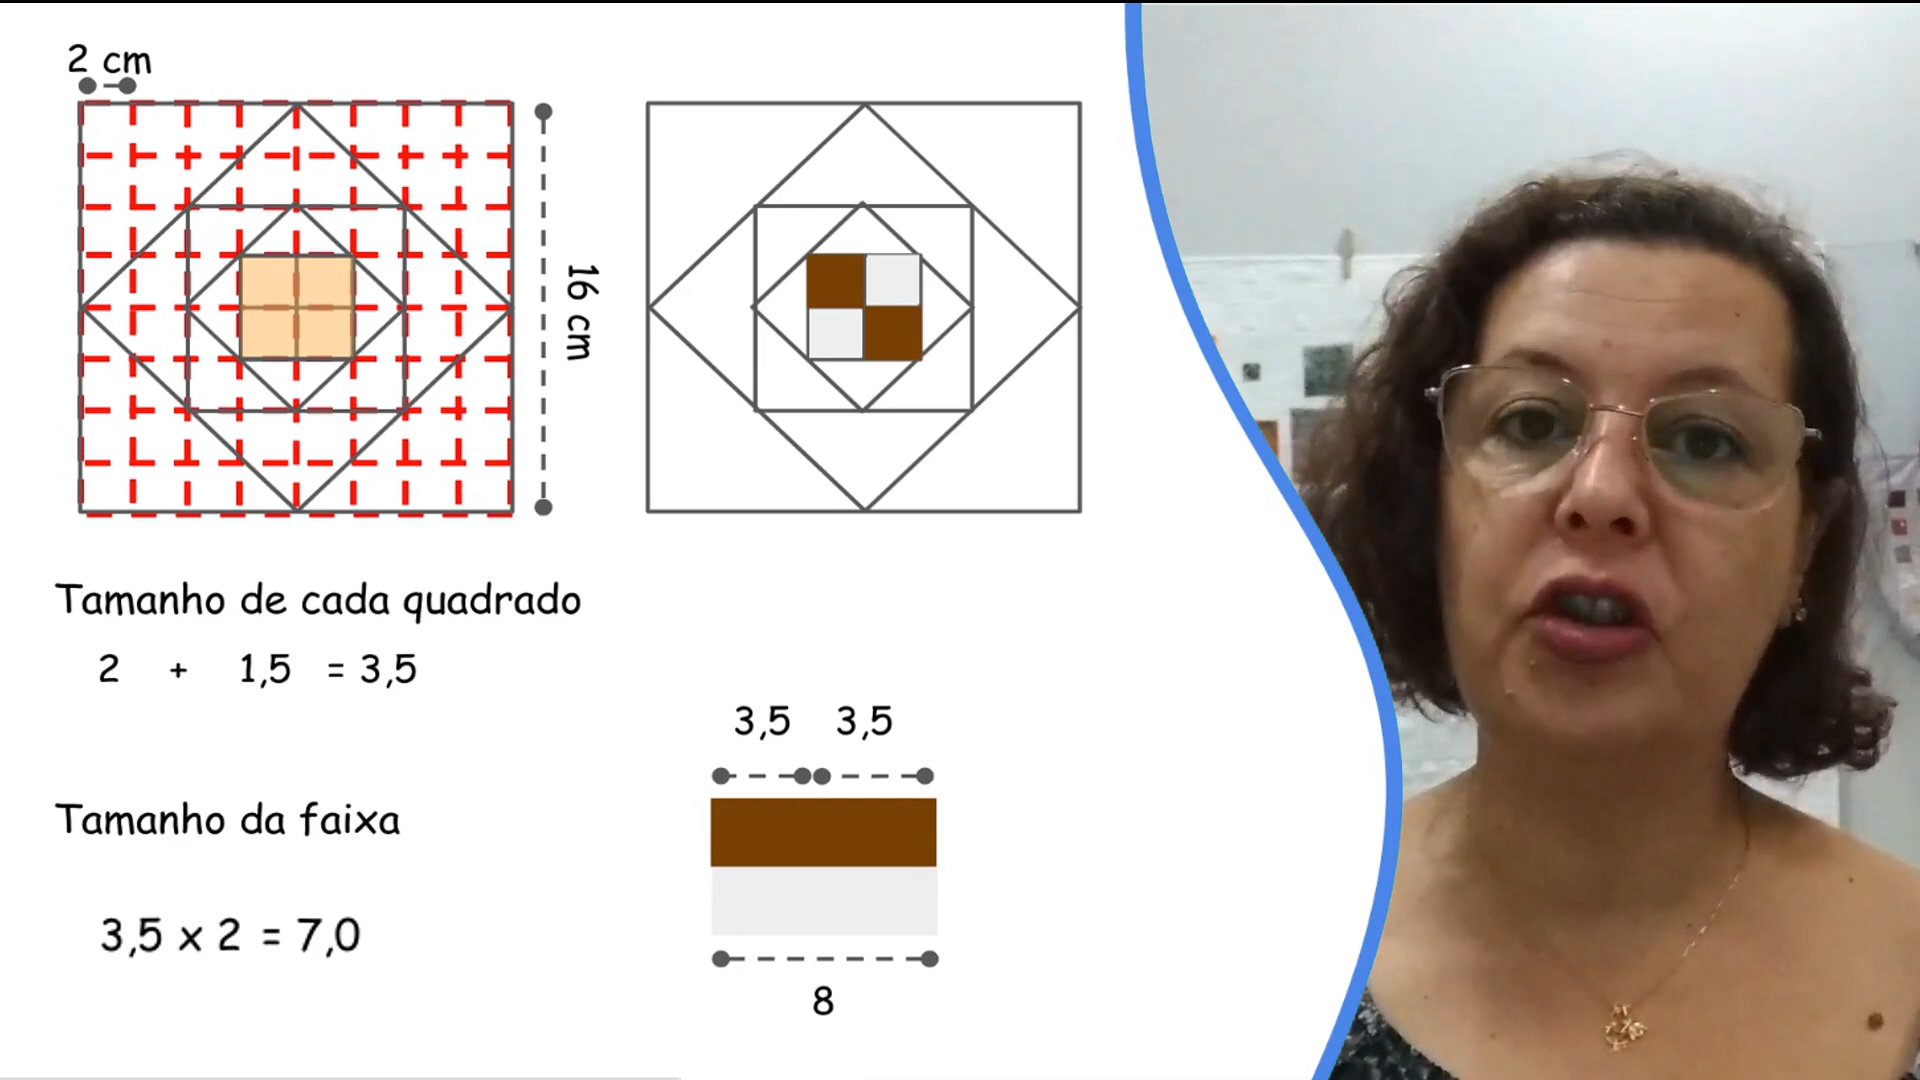 2 cm
16 cm
Tamanho de cada quadrado
2 + 1,5 = 3,5
3,5 3,5
Tamanho da faixa
3,5 x 2 = 7,0
8